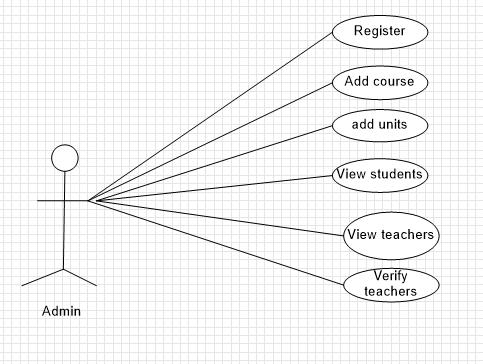 Register
Add course
add units
View students
View teachers
Verify
teachers
Admin